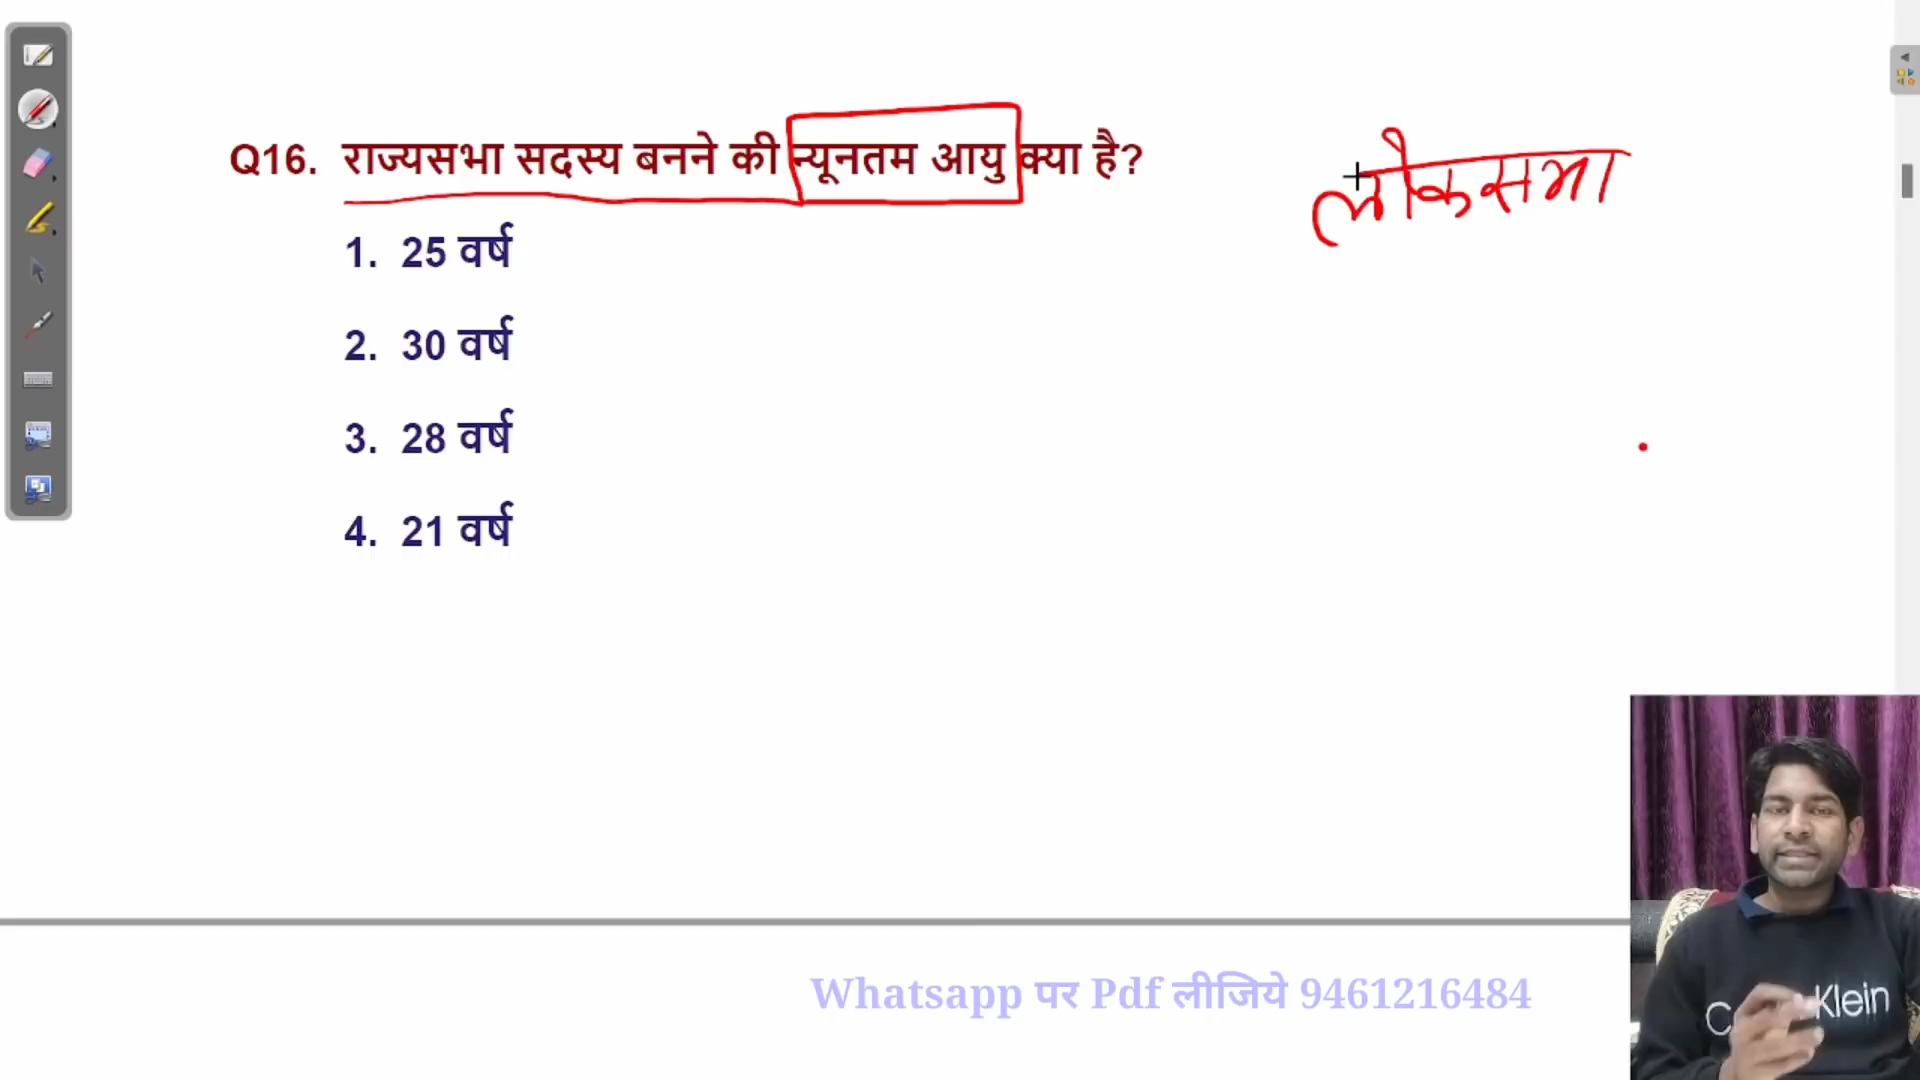 Q16. राज्यसभा सदस्य बनने की न्यूनतम आयु क्या है?
लोकसभा
1. 25 वर्ष
2. 30 वर्ष
3. 28 वर्ष
4. 21 वर्ष
Whatsapp पर Pdf लीजिये 9461216484
C Klein